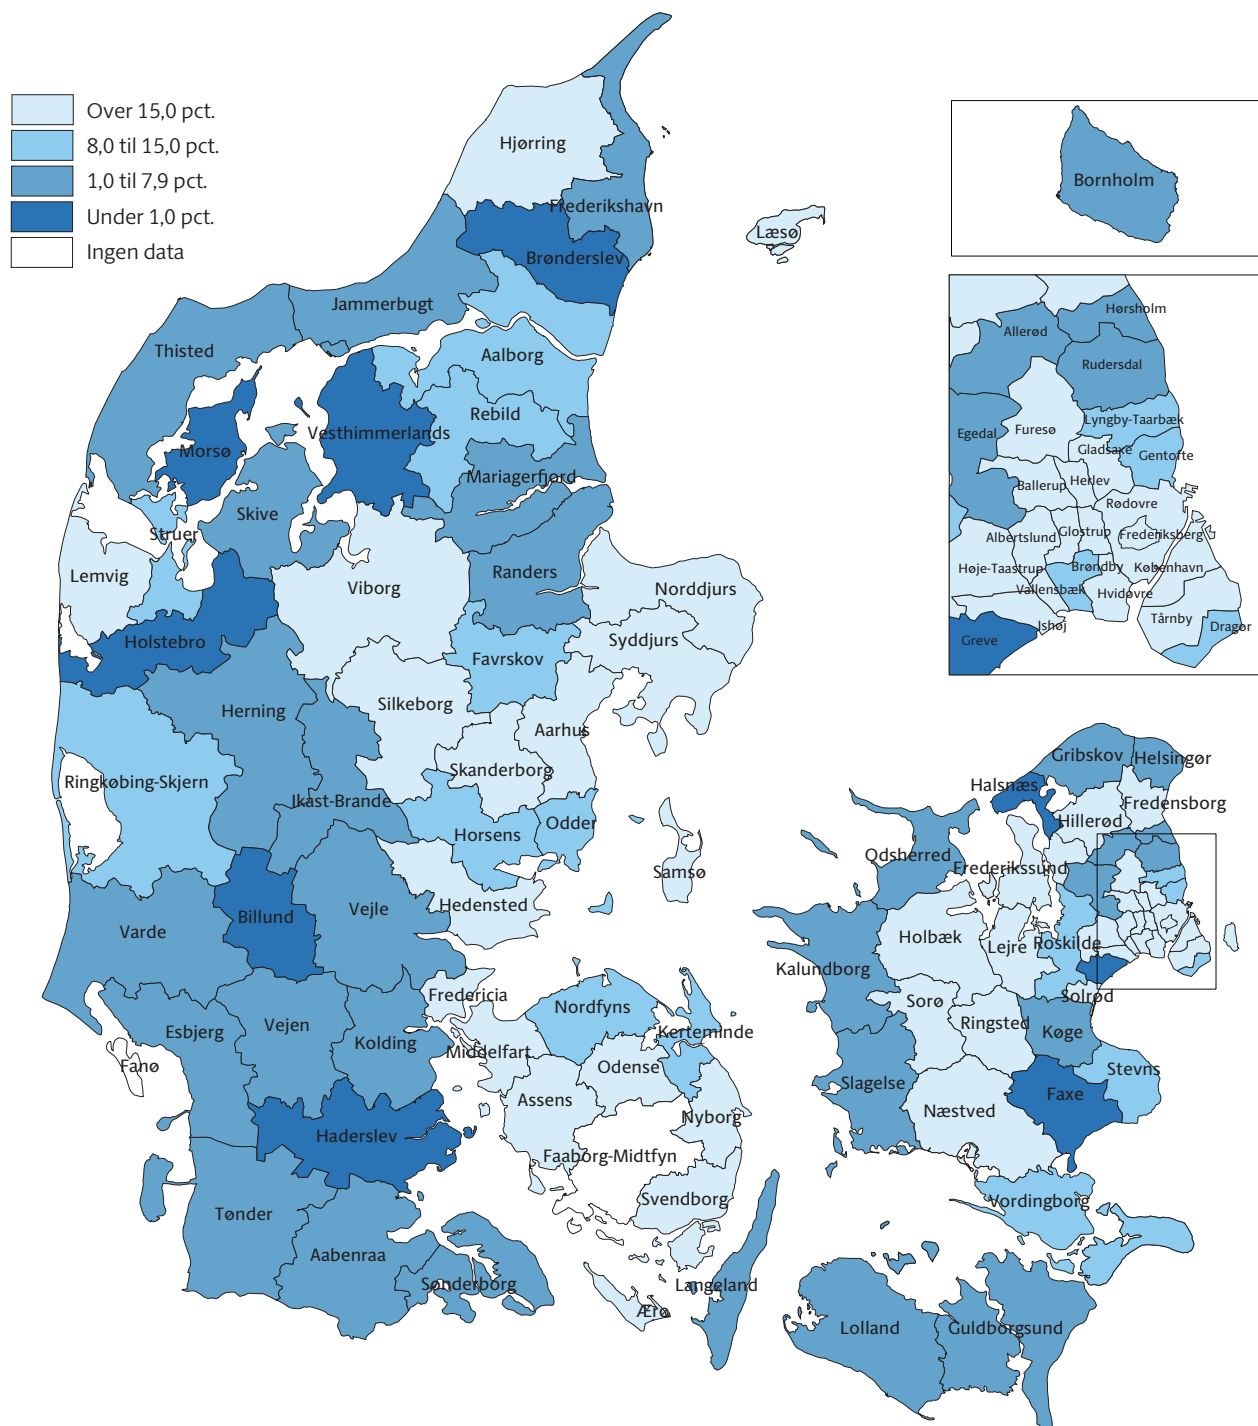 Over 15,0 pct.
8,0 til 15,0 pct.
1,0 til 7,9 pct.
Under 1,0 pct.
Ingen data
Hjørring
Frederikshavn
Læsø
Brønderslev
Jammerbugt
Thisted
Aalborg
Rebild
Vesthimmerlands
Morsø
Mariagerfjord
Skive
Struer
Lemvig
Viborg
Randers
Norddjurs
Syddjurs
Holstebro
Favrskov
Silkeborg
Herning
Aarhus
Skanderborg
Ringkøbing-Skjern
Ikast-Brande
Horsens
Odder
Samsø
Hedensted
Billund
Vejle
Varde
Fredericia
Nordfyns
Esbjerg
Vejen
Kolding
Middelfart
Kerteminde
Fanø
Odense
Assens
Nyborg
Haderslev
Faaborg-Midtfyn
Svendborg
Tønder
Aabenraa
Sønderborg
Langeland
Ærø
Bornholm
Hørsholm
Allerød
Rudersdal
Egedal
Furesø
Lyngby-Taarbæk
Gladsaxe
Gentofte
Ballerup
Herlev
Rødovre
Albertslund
Glostrup
Frederiksberg
Høje-Taastrup
Brøndby
København
Vallensbæk
Hvidøvre
Ishøj
Tårnby
Dragør
Greve
Gribskov
Helsingør
Halsnæs
Fredensborg
Hillerød
Odsherred
Frederikssund
Holbæk
Lejre
Roskilde
Kalundborg
Solrød
Sorø
Ringsted
Køge
Stevns
Slagelse
Næstved
Faxe
Vordingborg
Lolland
Guldborgsund